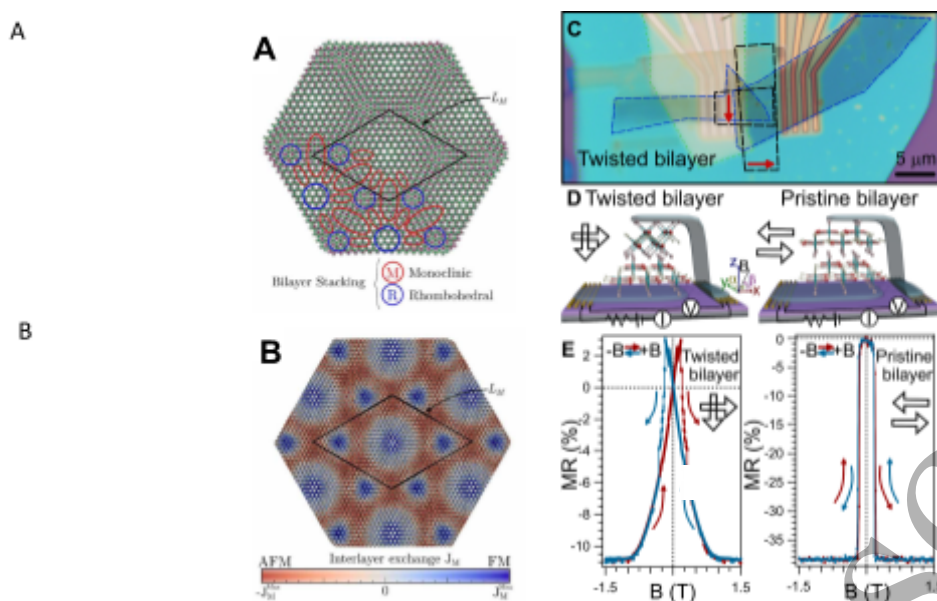 A
A
L_M
Bilayer Stacking
M Monoclinic
R Rhombohedral
B
B
L_M
AFM
Interlayer exchange J_M
FM
0
C
Twisted bilayer
5 μm
D
Twisted bilayer
Pristine bilayer
z
B
y
x
V
I
V
I
E
-B
+B
Twisted
bilayer
MR (%)
2
0
-2
-4
-6
-8
-10
-1.5
1.5
B (T)
-B
+B
Pristine
bilayer
MR (%)
0
-5
-10
-15
-20
-25
-30
-35
-1.5
1.5
B (T)